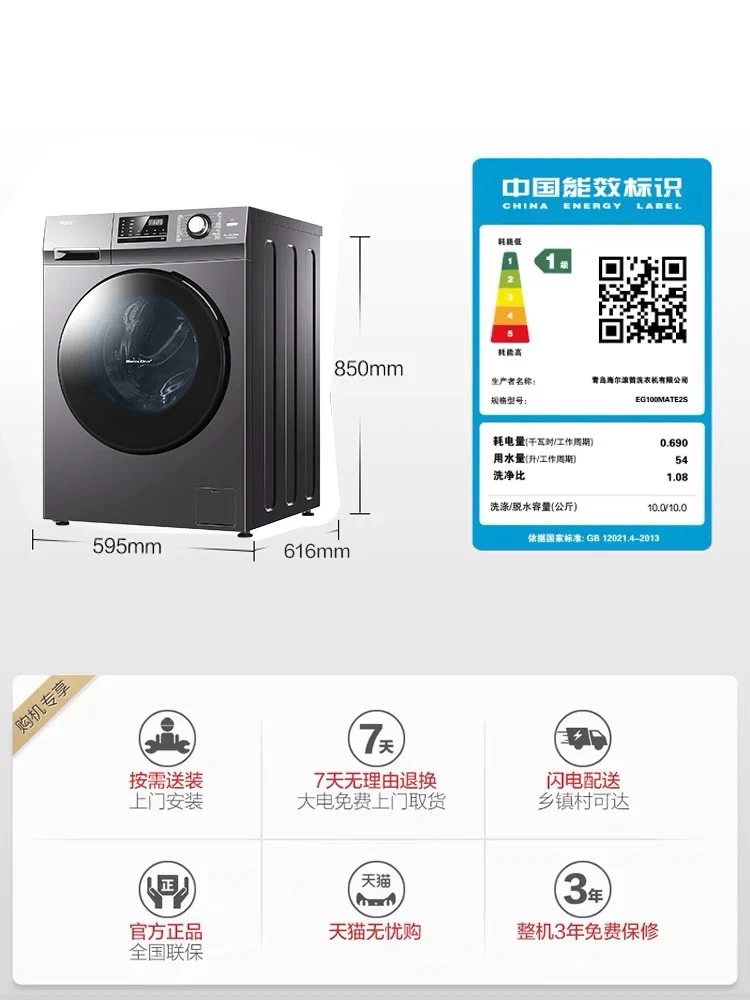 Haier
850mm
595mm
616mm
中国能效标识
CHINA ENERGY LABEL
耗能低
1
2
3
4
5
耗能高
1级
生产者名称:
青岛海尔滚筒洗衣机有限公司
规格型号:
EG100MATE2S
耗电量(千瓦时/工作周期) 0.690
用水量(升/工作周期) 54
洗净比 1.08
洗涤/脱水容量(公斤) 10.0/10.0
依据国家标准: GB 12021.4-2013
购机专享
按需送装
上门安装
7天
7天无理由退换
大电免费上门取货
闪电配送
乡镇村可达
正
官方正品
全国联保
天猫
天猫无忧购
3年
整机3年免费保修